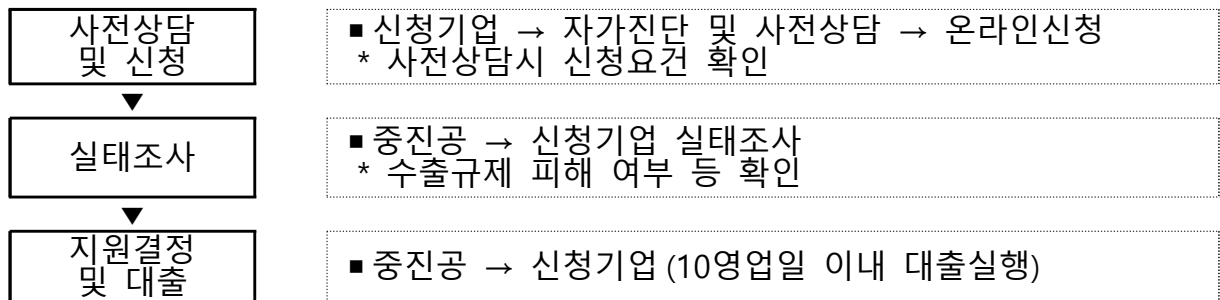 사전상담
및 신청
▪신청기업 → 자가진단 및 사전상담 → 온라인신청
* 사전상담시 신청요건 확인
▼
실태조사
▪중진공 → 신청기업 실태조사
* 수출규제 피해 여부 등 확인
▼
지원결정
및 대출
▪중진공 → 신청기업 (10영업일 이내 대출실행)